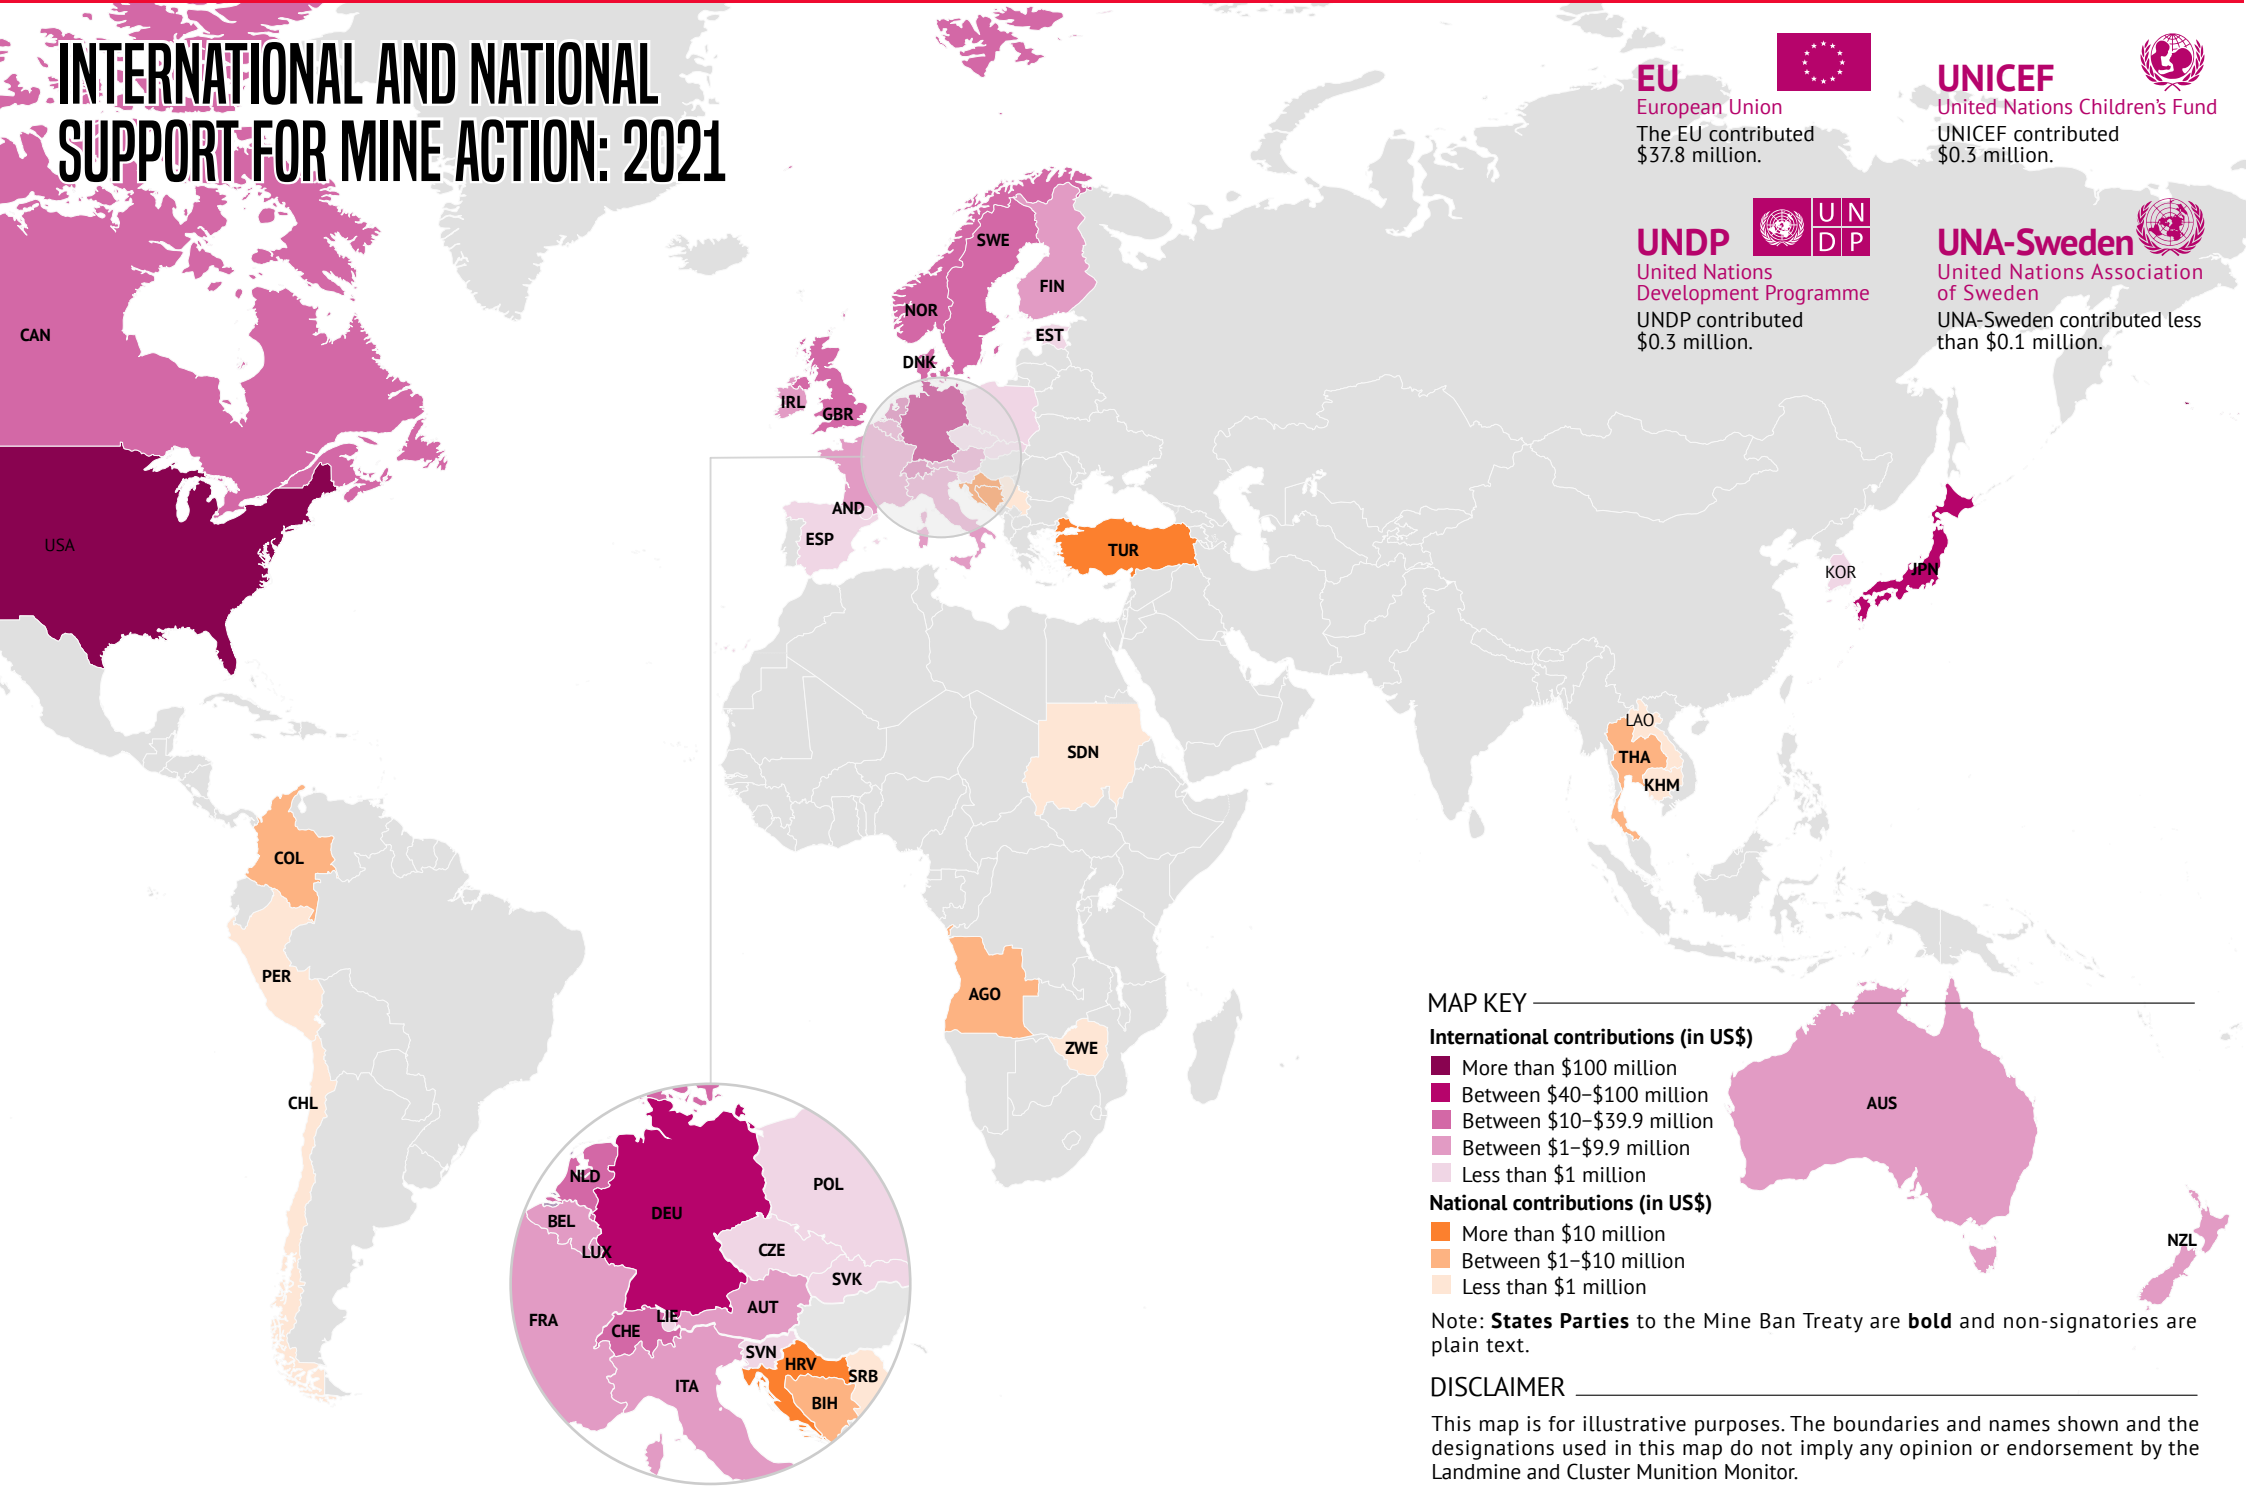 INTERNATIONAL AND NATIONAL
SUPPORT FOR MINE ACTION: 2021
EU
European Union
The EU contributed
$37.8 million.
UNICEF
United Nations Children's Fund
UNICEF contributed
$0.3 million.
UNDP
UN
DP
United Nations
Development Programme
UNDP contributed
$0.3 million.
UNA-Sweden
United Nations Association
of Sweden
UNA-Sweden contributed less
than $0.1 million.
CAN
USA
SWE
FIN
NOR
EST
DNK
IRL
GBR
AND
ESP
TUR
KOR
JPN
SDN
LAO
THA
KHM
COL
PER
CHL
AGO
ZWE
AUS
NZL
NLD
BEL
LUX
DEU
POL
CZE
SVK
AUT
LIE
CHE
FRA
SVN
HRV
SRB
BIH
ITA
MAP KEY
International contributions (in US$)
More than $100 million
Between $40–$100 million
Between $10–$39.9 million
Between $1–$9.9 million
Less than $1 million
National contributions (in US$)
More than $10 million
Between $1–$10 million
Less than $1 million
Note: States Parties to the Mine Ban Treaty are bold and non-signatories are
plain text.
DISCLAIMER
This map is for illustrative purposes. The boundaries and names shown and the
designations used in this map do not imply any opinion or endorsement by the
Landmine and Cluster Munition Monitor.